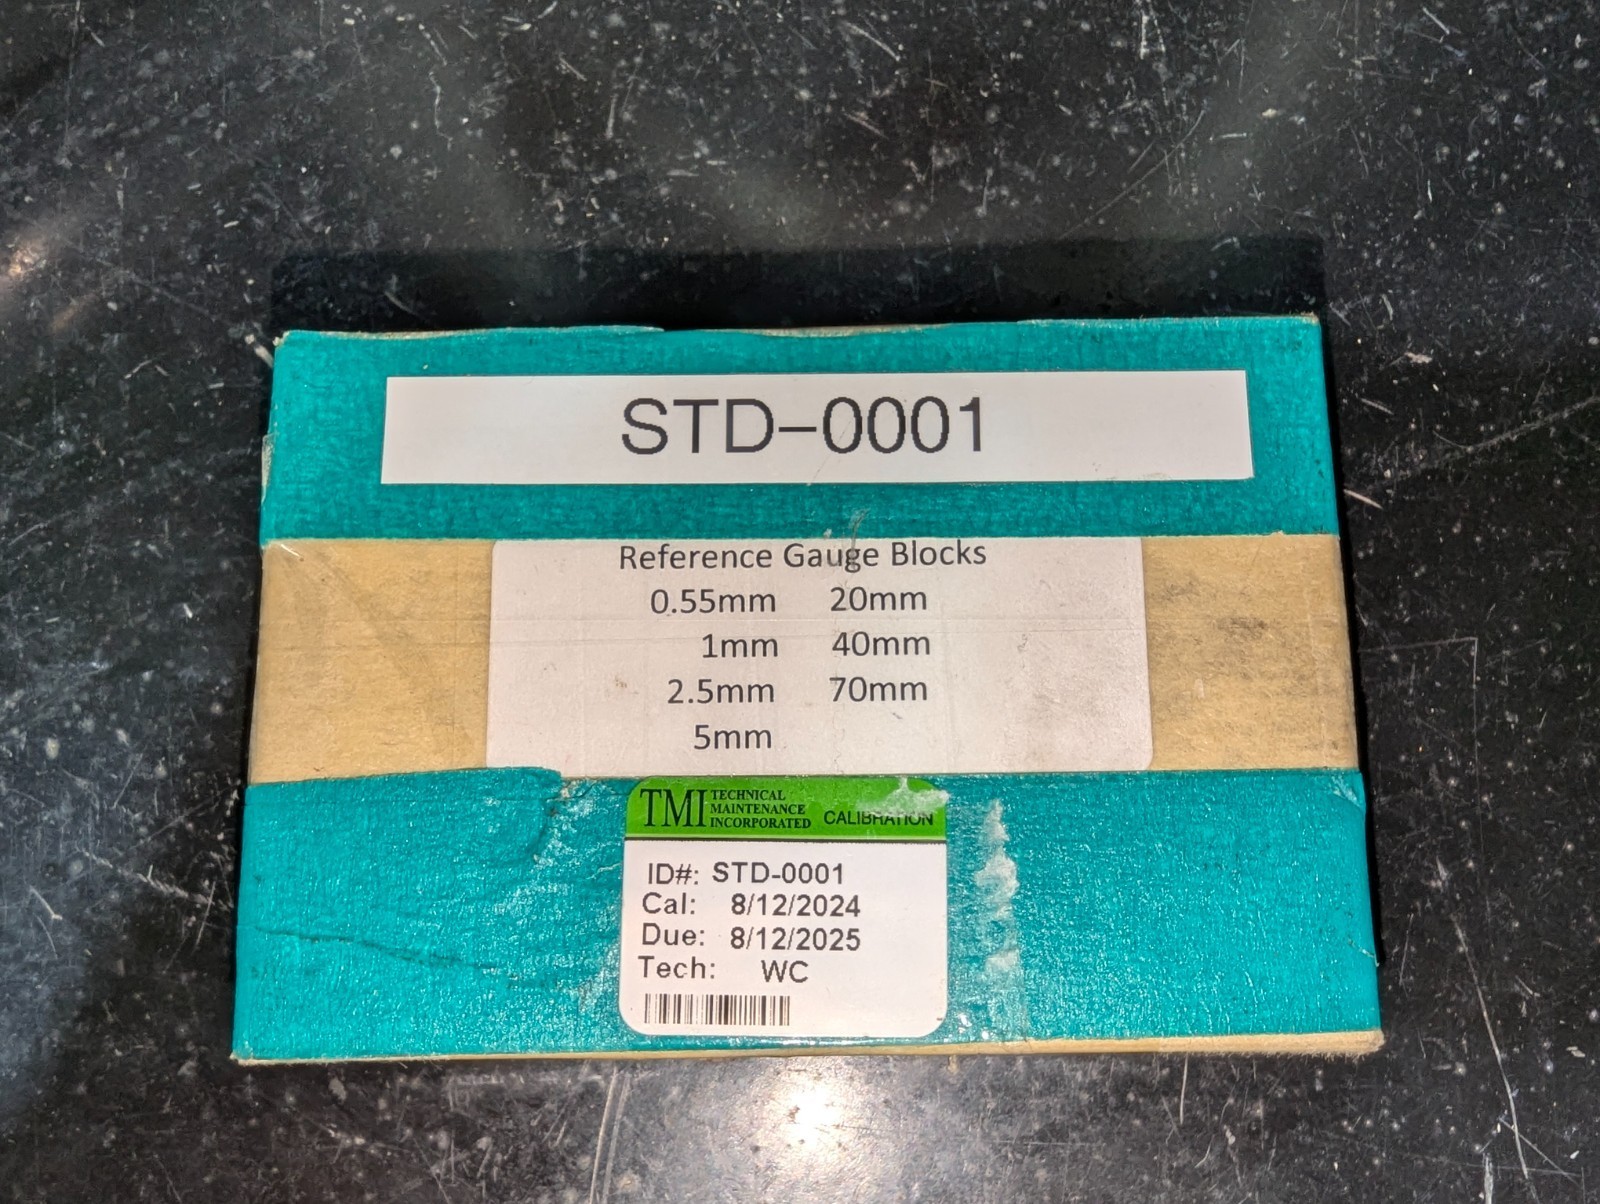 STD-0001
Reference Gauge Blocks
0.55mm 20mm
1mm 40mm
2.5mm 70mm
5mm
TMI TECHNICAL
MAINTENANCE
INCORPORATED CALIBRATION
ID#: STD-0001
Cal: 8/12/2024
Due: 8/12/2025
Tech: WC